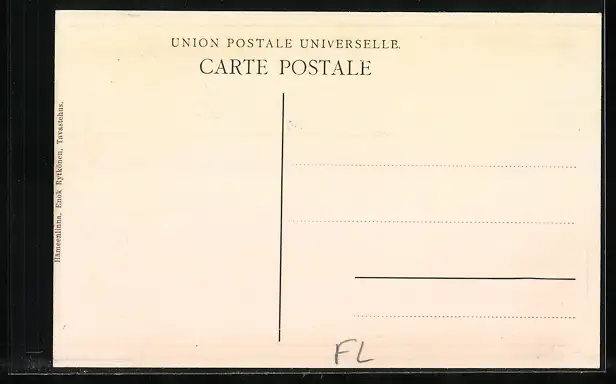 UNION POSTALE UNIVERSELLE.
CARTE POSTALE
Hämeenlinna. Enok Rytkönen, Tavastehus.
FL